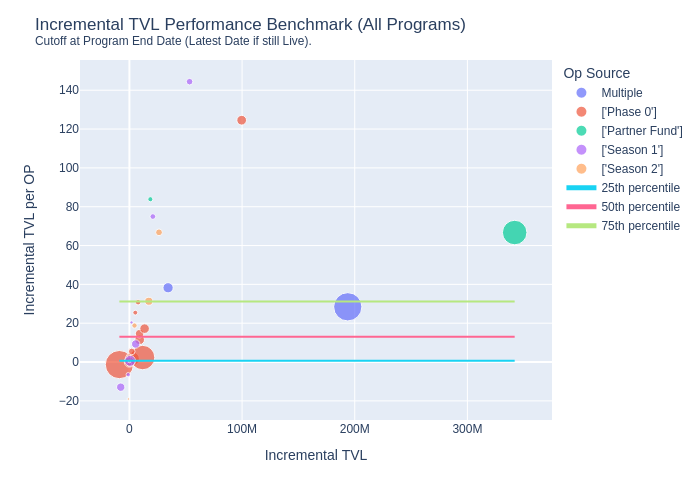 Incremental TVL Performance Benchmark (All Programs)
Cutoff at Program End Date (Latest Date if still Live).
Op Source
Multiple
['Phase 0']
['Partner Fund']
['Season 1']
['Season 2']
25th percentile
50th percentile
75th percentile
Incremental TVL per OP
140
120
100
80
60
40
20
0
−20
0
100M
200M
300M
Incremental TVL